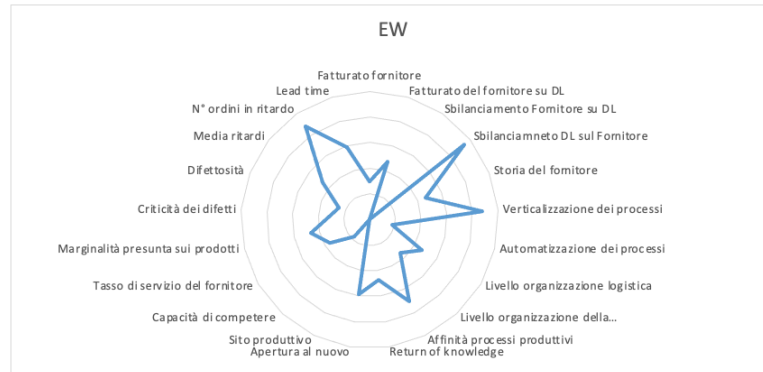 EW
Fatturato fornitore
Fatturato del fornitore su DL
Sbilanciamento Fornitore su DL
Sbilanciamneto DL sul Fornitore
Storia del fornitore
Verticalizzazione dei processi
Automatizzazione dei processi
Livello organizzazione logistica
Livello organizzazione della...
Affinità processi produttivi
Return of knowledge
Apertura al nuovo
Sito produttivo
Capacità di competere
Tasso di servizio del fornitore
Marginalità presunta sui prodotti
Criticità dei difetti
Difettosità
Media ritardi
N° ordini in ritardo
Lead time